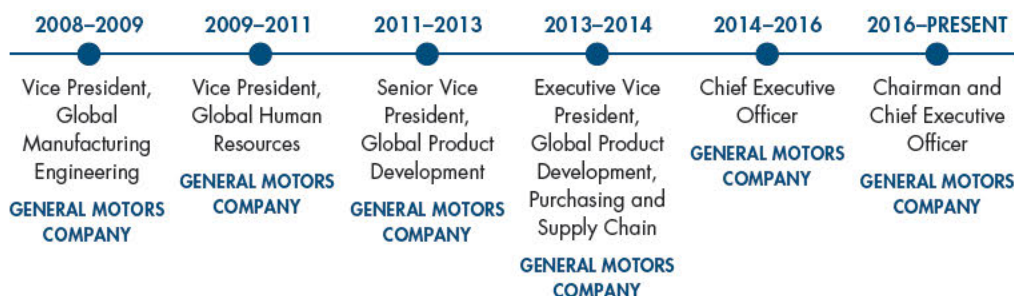 2008–2009
Vice President,
Global
Manufacturing
Engineering
GENERAL MOTORS
COMPANY
2009–2011
Vice President,
Global Human
Resources
GENERAL MOTORS
COMPANY
2011–2013
Senior Vice
President,
Global Product
Development
GENERAL MOTORS
COMPANY
2013–2014
Executive Vice
President,
Global Product
Development,
Purchasing and
Supply Chain
GENERAL MOTORS
COMPANY
2014–2016
Chief Executive
Officer
GENERAL MOTORS
COMPANY
2016–PRESENT
Chairman and
Chief Executive
Officer
GENERAL MOTORS
COMPANY